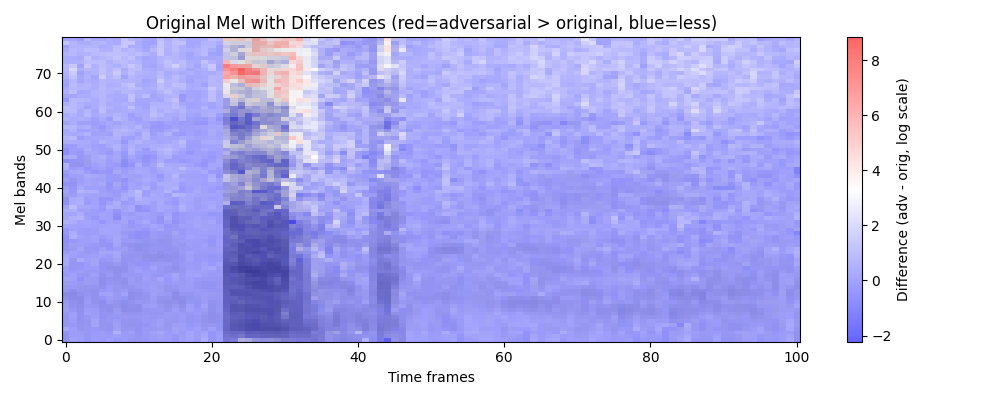 Original Mel with Differences (red=adversarial > original, blue=less)
70
60
50
40
30
20
10
0
Mel bands
0 20 40 60 80 100
Time frames
8
6
4
2
0
−2
Difference (adv - orig, log scale)